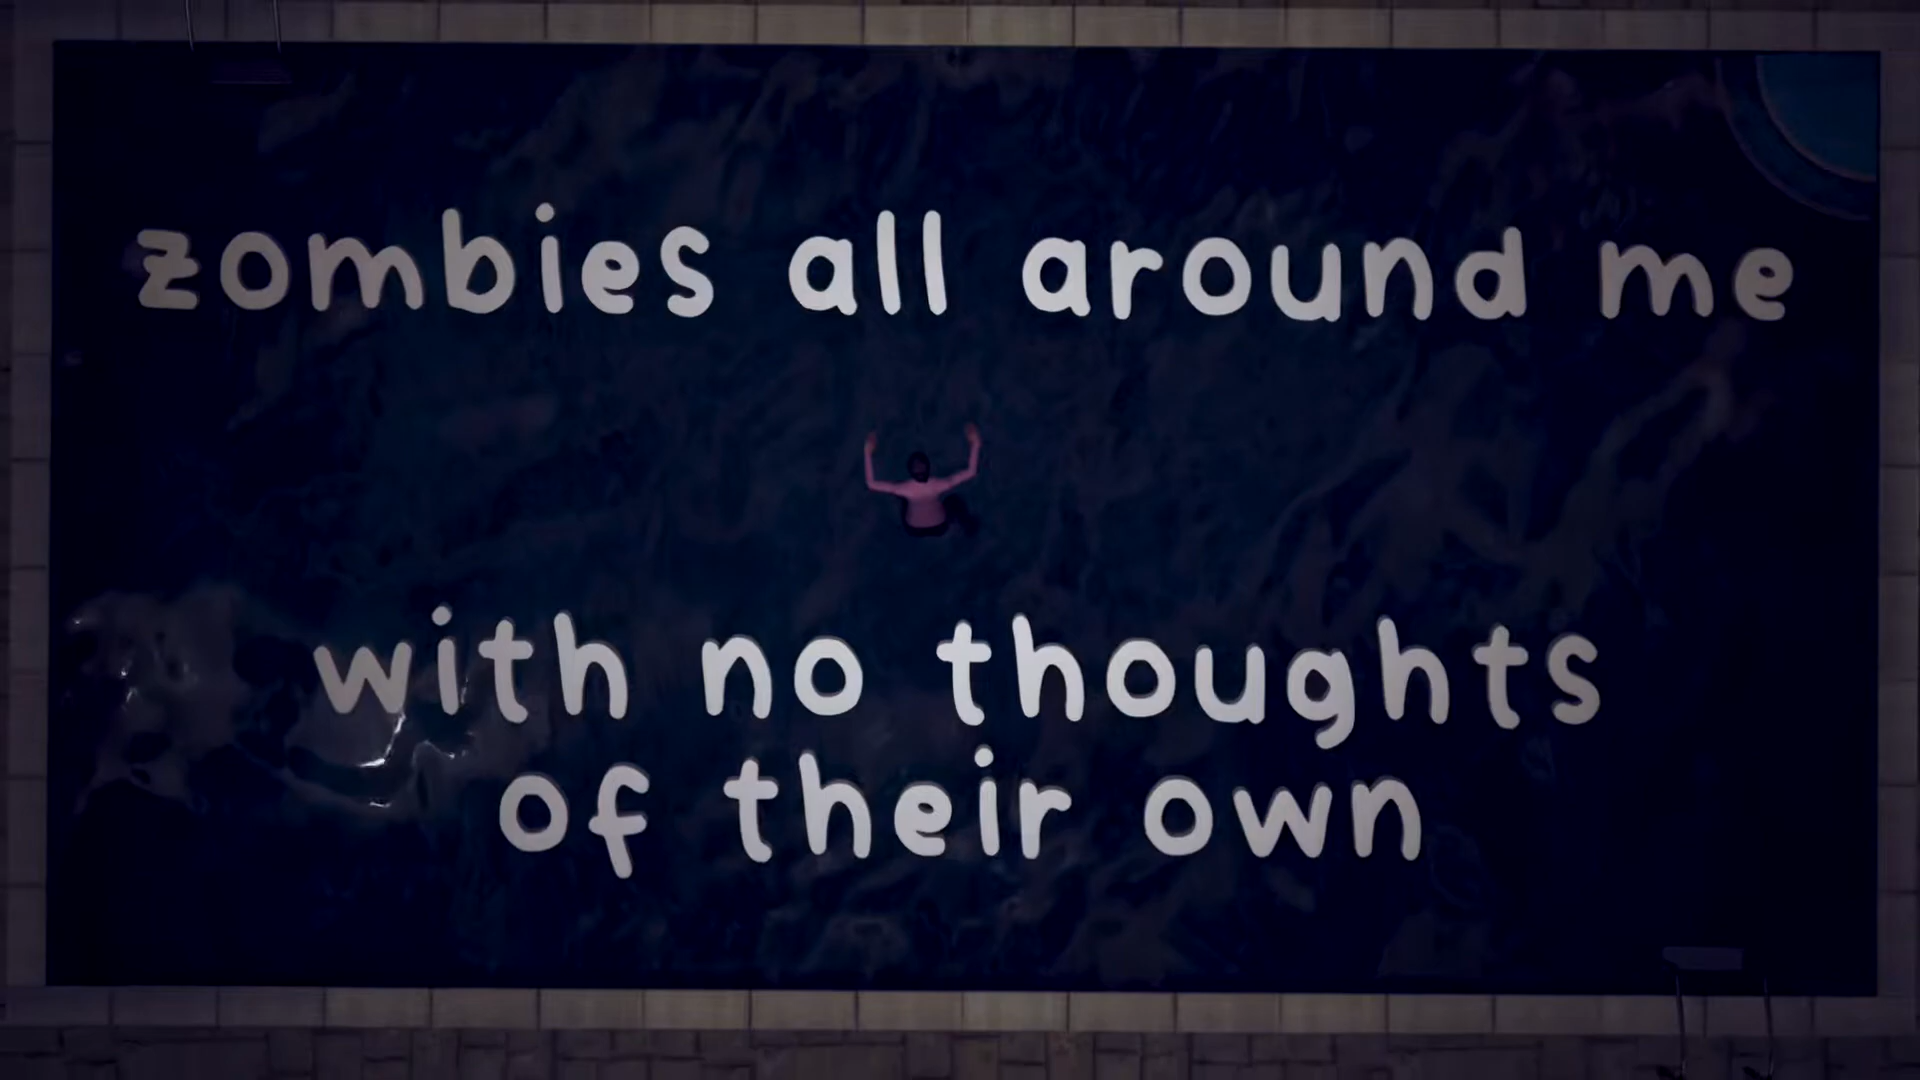 zombies all around me
with no thoughts
of their own